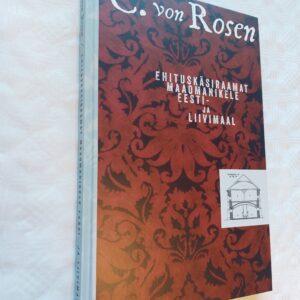 C. von Rosen
EHITUSKÄSIRAAMAT
MAAOMANIKELE
EESTI-
JA
LIIVIMAAL